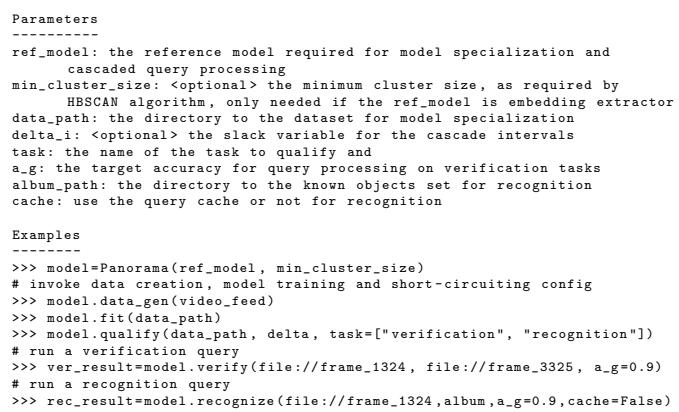 Parameters
----------
ref_model: the reference model required for model specialization and
cascaded query processing
min_cluster_size: <optional> the minimum cluster size, as required by
HBSCAN algorithm, only needed if the ref_model is embedding extractor
data_path: the directory to the dataset for model specialization
delta_i: <optional> the slack variable for the cascade intervals
task: the name of the task to qualify and
a_g: the target accuracy for query processing on verification tasks
album_path: the directory to the known objects set for recognition
cache: use the query cache or not for recognition
Examples
--------
>>> model=Panorama(ref_model, min_cluster_size)
# invoke data creation, model training and short-circuiting config
>>> model.data_gen(video_feed)
>>> model.fit(data_path)
>>> model.qualify(data_path, delta, task=["verification", "recognition"])
# run a verification query
>>> ver_result=model.verify(file://frame_1324, file://frame_3325, a_g=0.9)
# run a recognition query
>>> rec_result=model.recognize(file://frame_1324,album,a_g=0.9,cache=False)